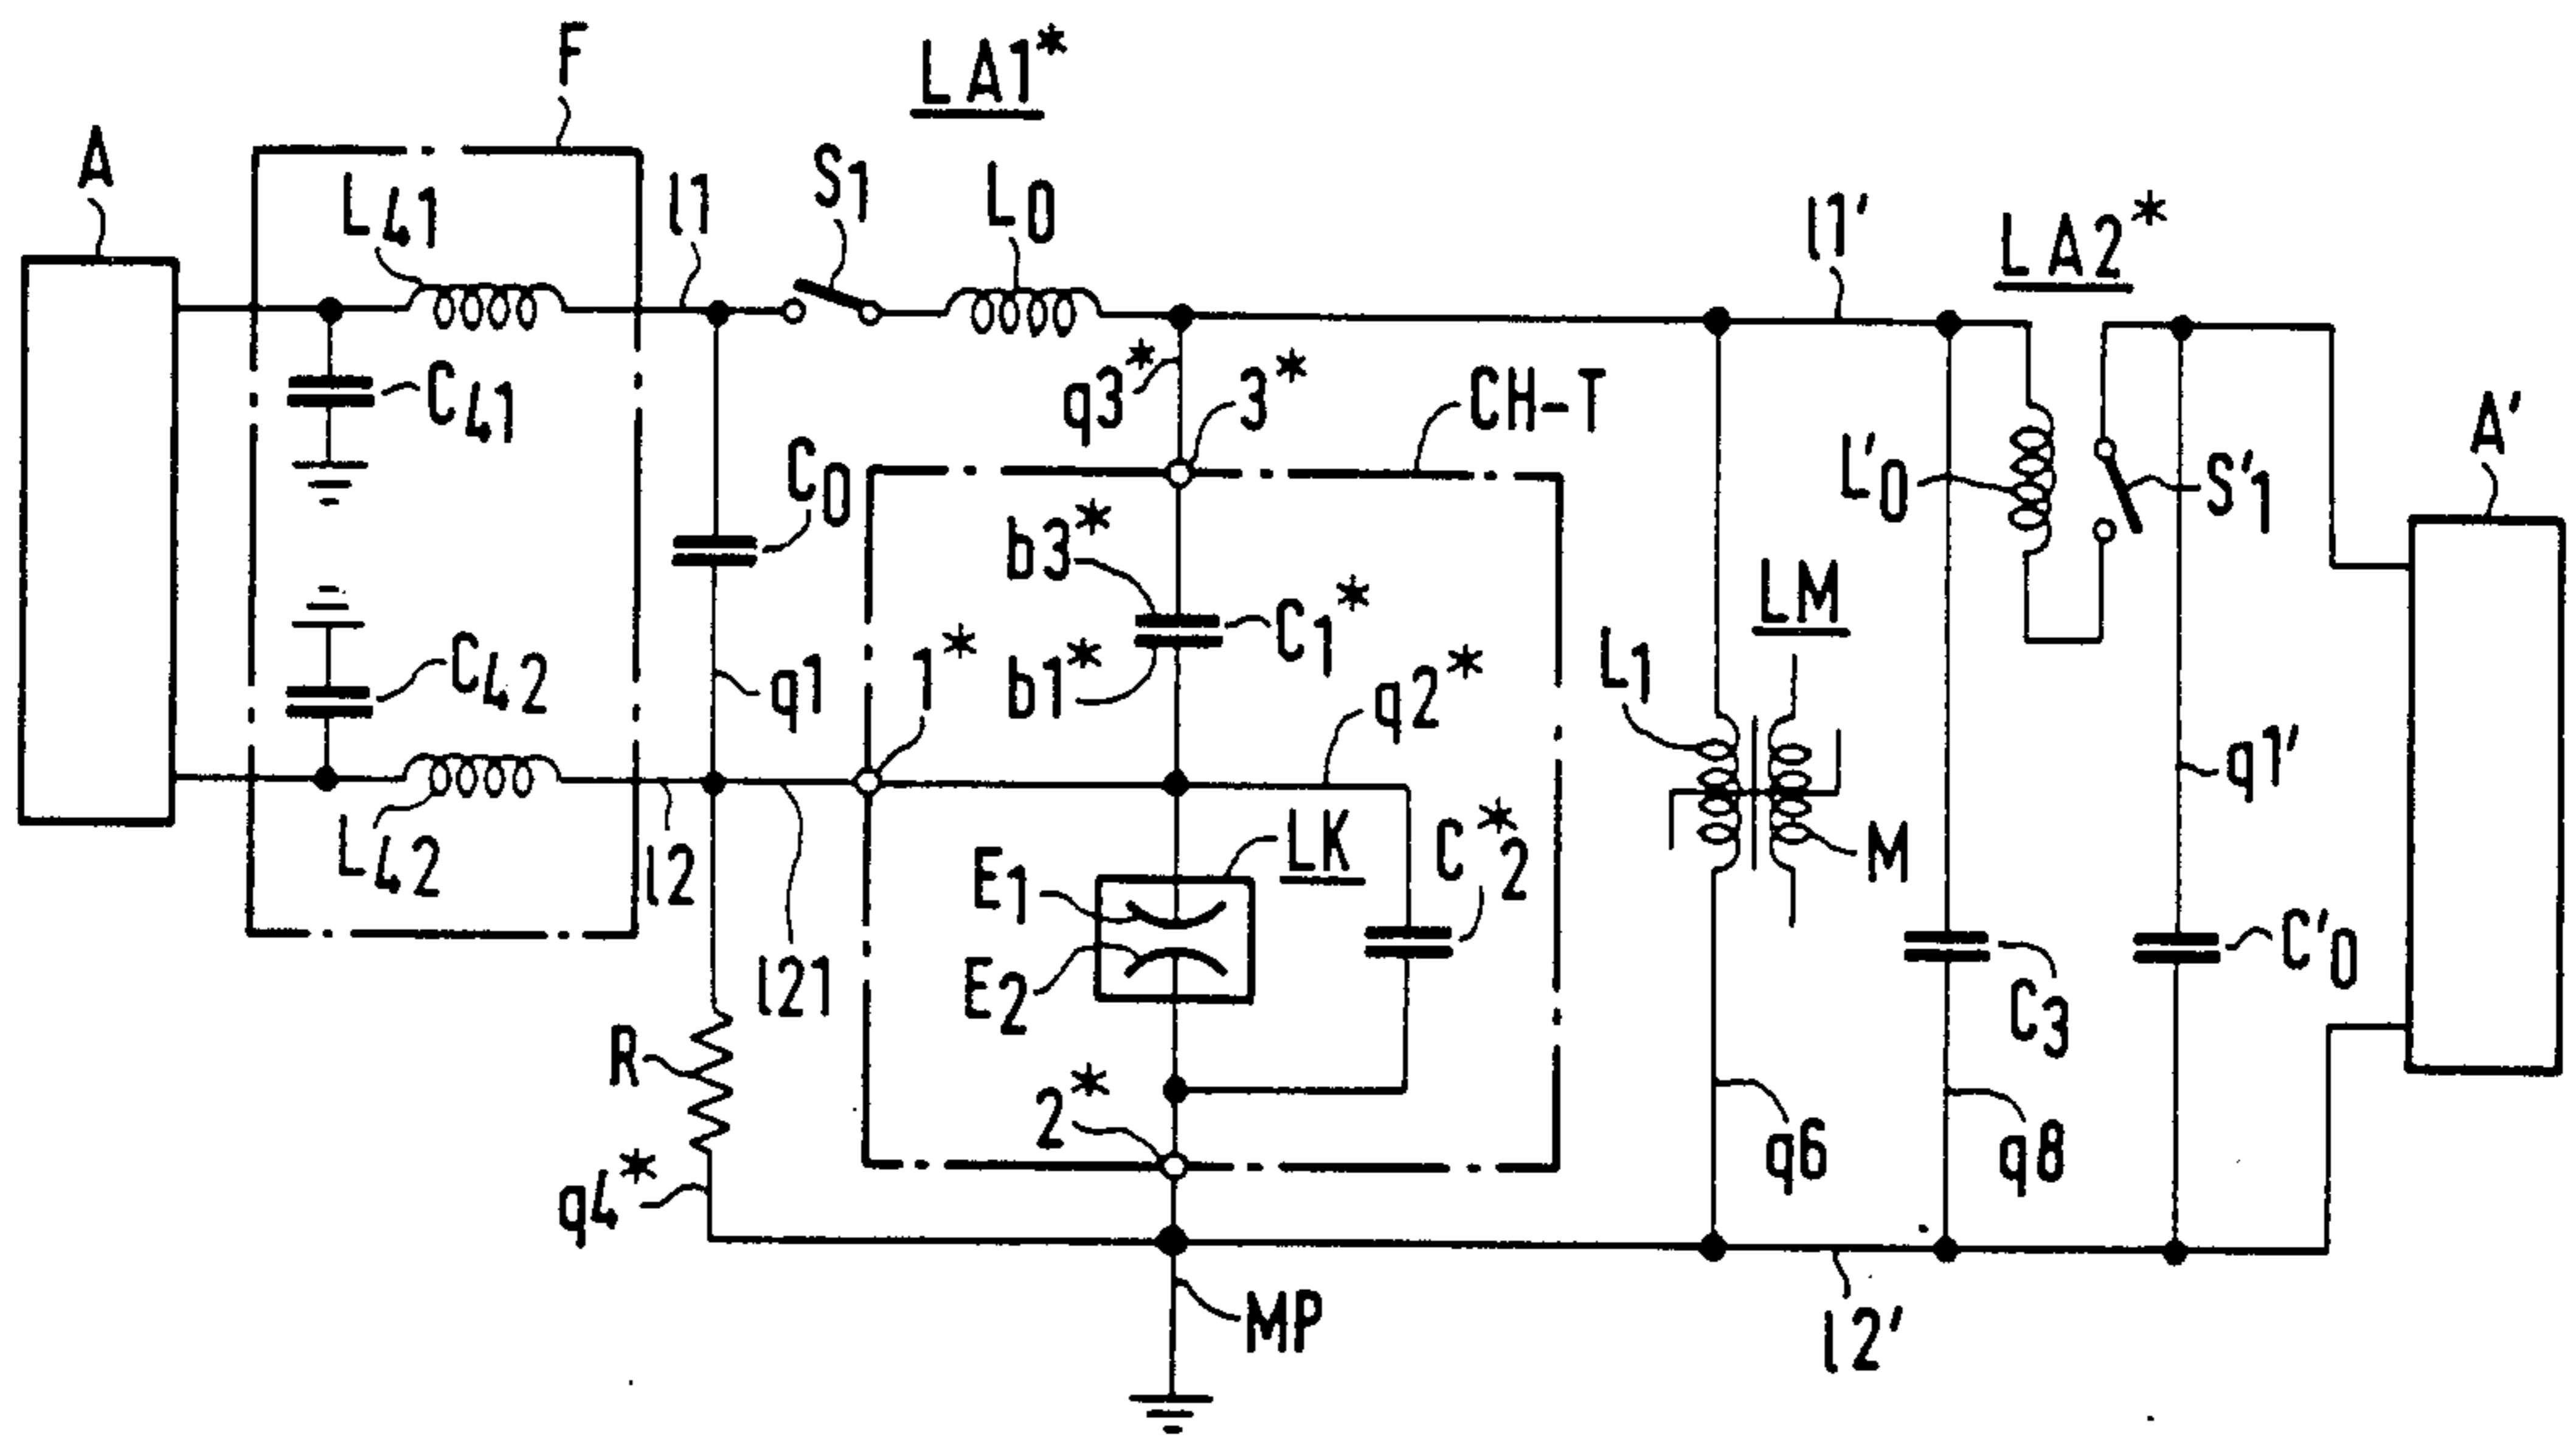 F
LA1*
A
L41
l1
S1
L0
l1'
LA2*
C41
q3*
3*
CH-T
A'
C0
L'0
S'1
b3*
C1*
LM
C42
q1
1*
b1*
q2*
L1
q1'
L42
l2
E1
LK
C*2
M
l21
E2
C3
C'0
R
2*
q4*
q6
q8
MP
l2'